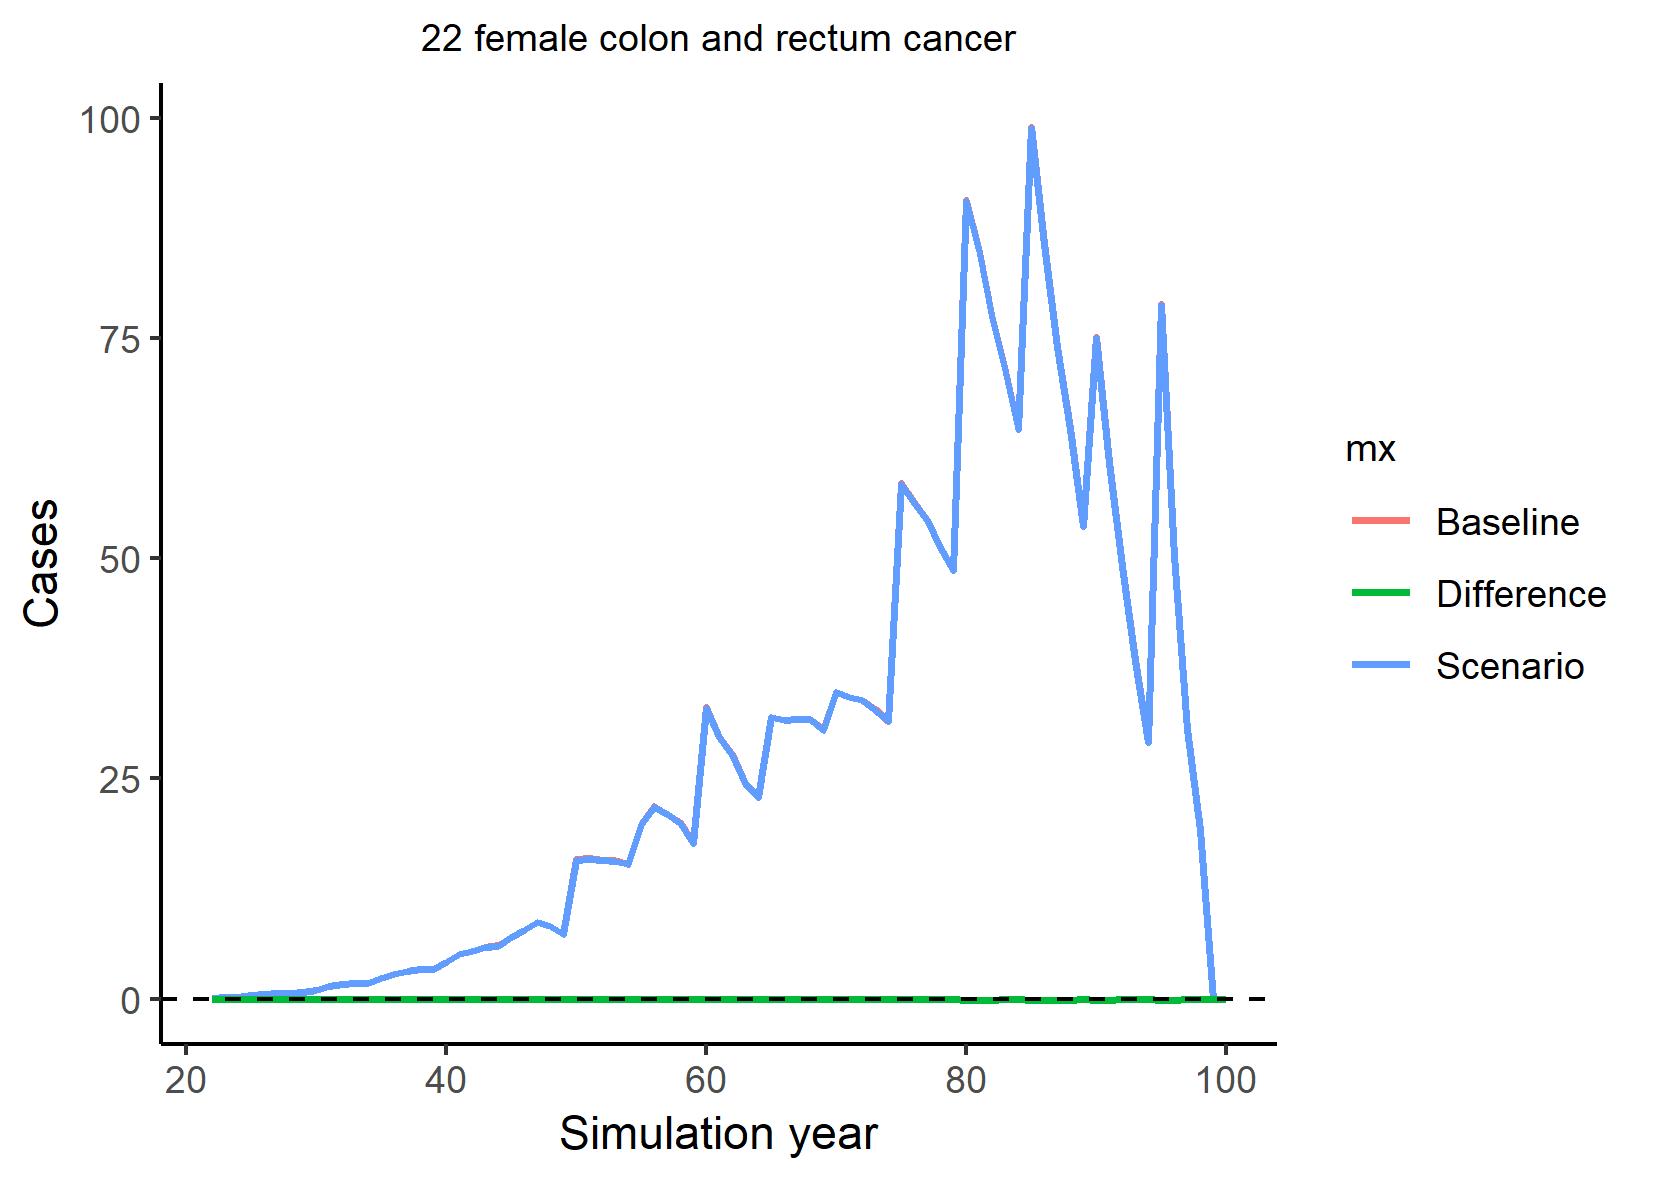 22 female colon and rectum cancer
100
75
50
25
0
Cases
20 40 60 80 100
Simulation year
mx
Baseline
Difference
Scenario